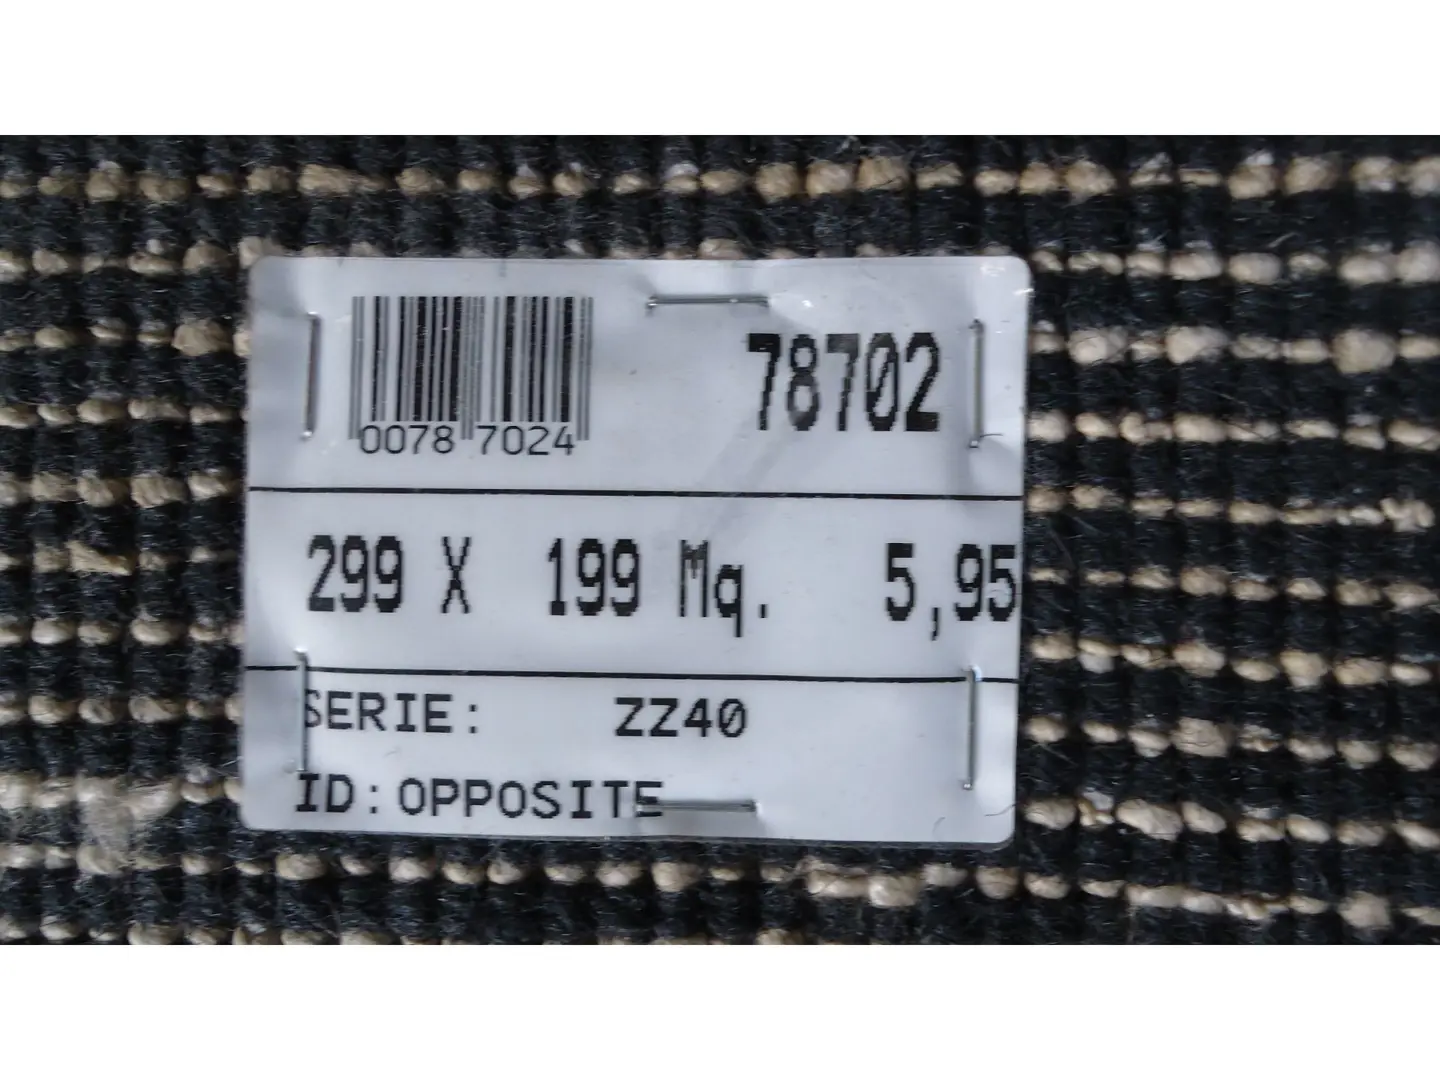 78702
0078 7024
299 X 199 Mq. 5,95
SERIE: ZZ40
ID: OPPOSITE